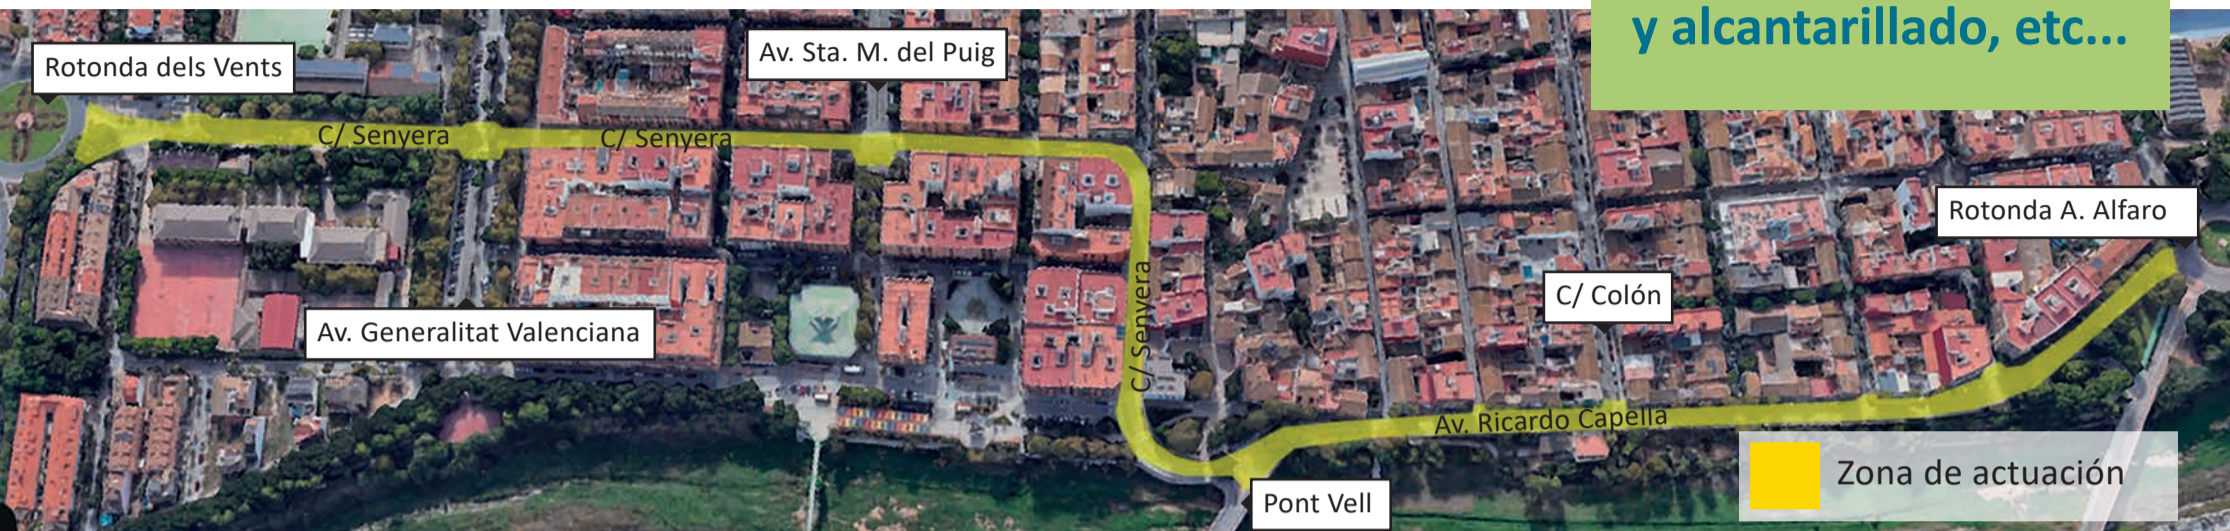 y alcantarillado, etc...
Rotonda dels Vents
Av. Sta. M. del Puig
C/ Senyera
C/ Senyera
Rotonda A. Alfaro
C/ Senyera
C/ Colón
Av. Generalitat Valenciana
Av. Ricardo Capella
Zona de actuación
Pont Vell